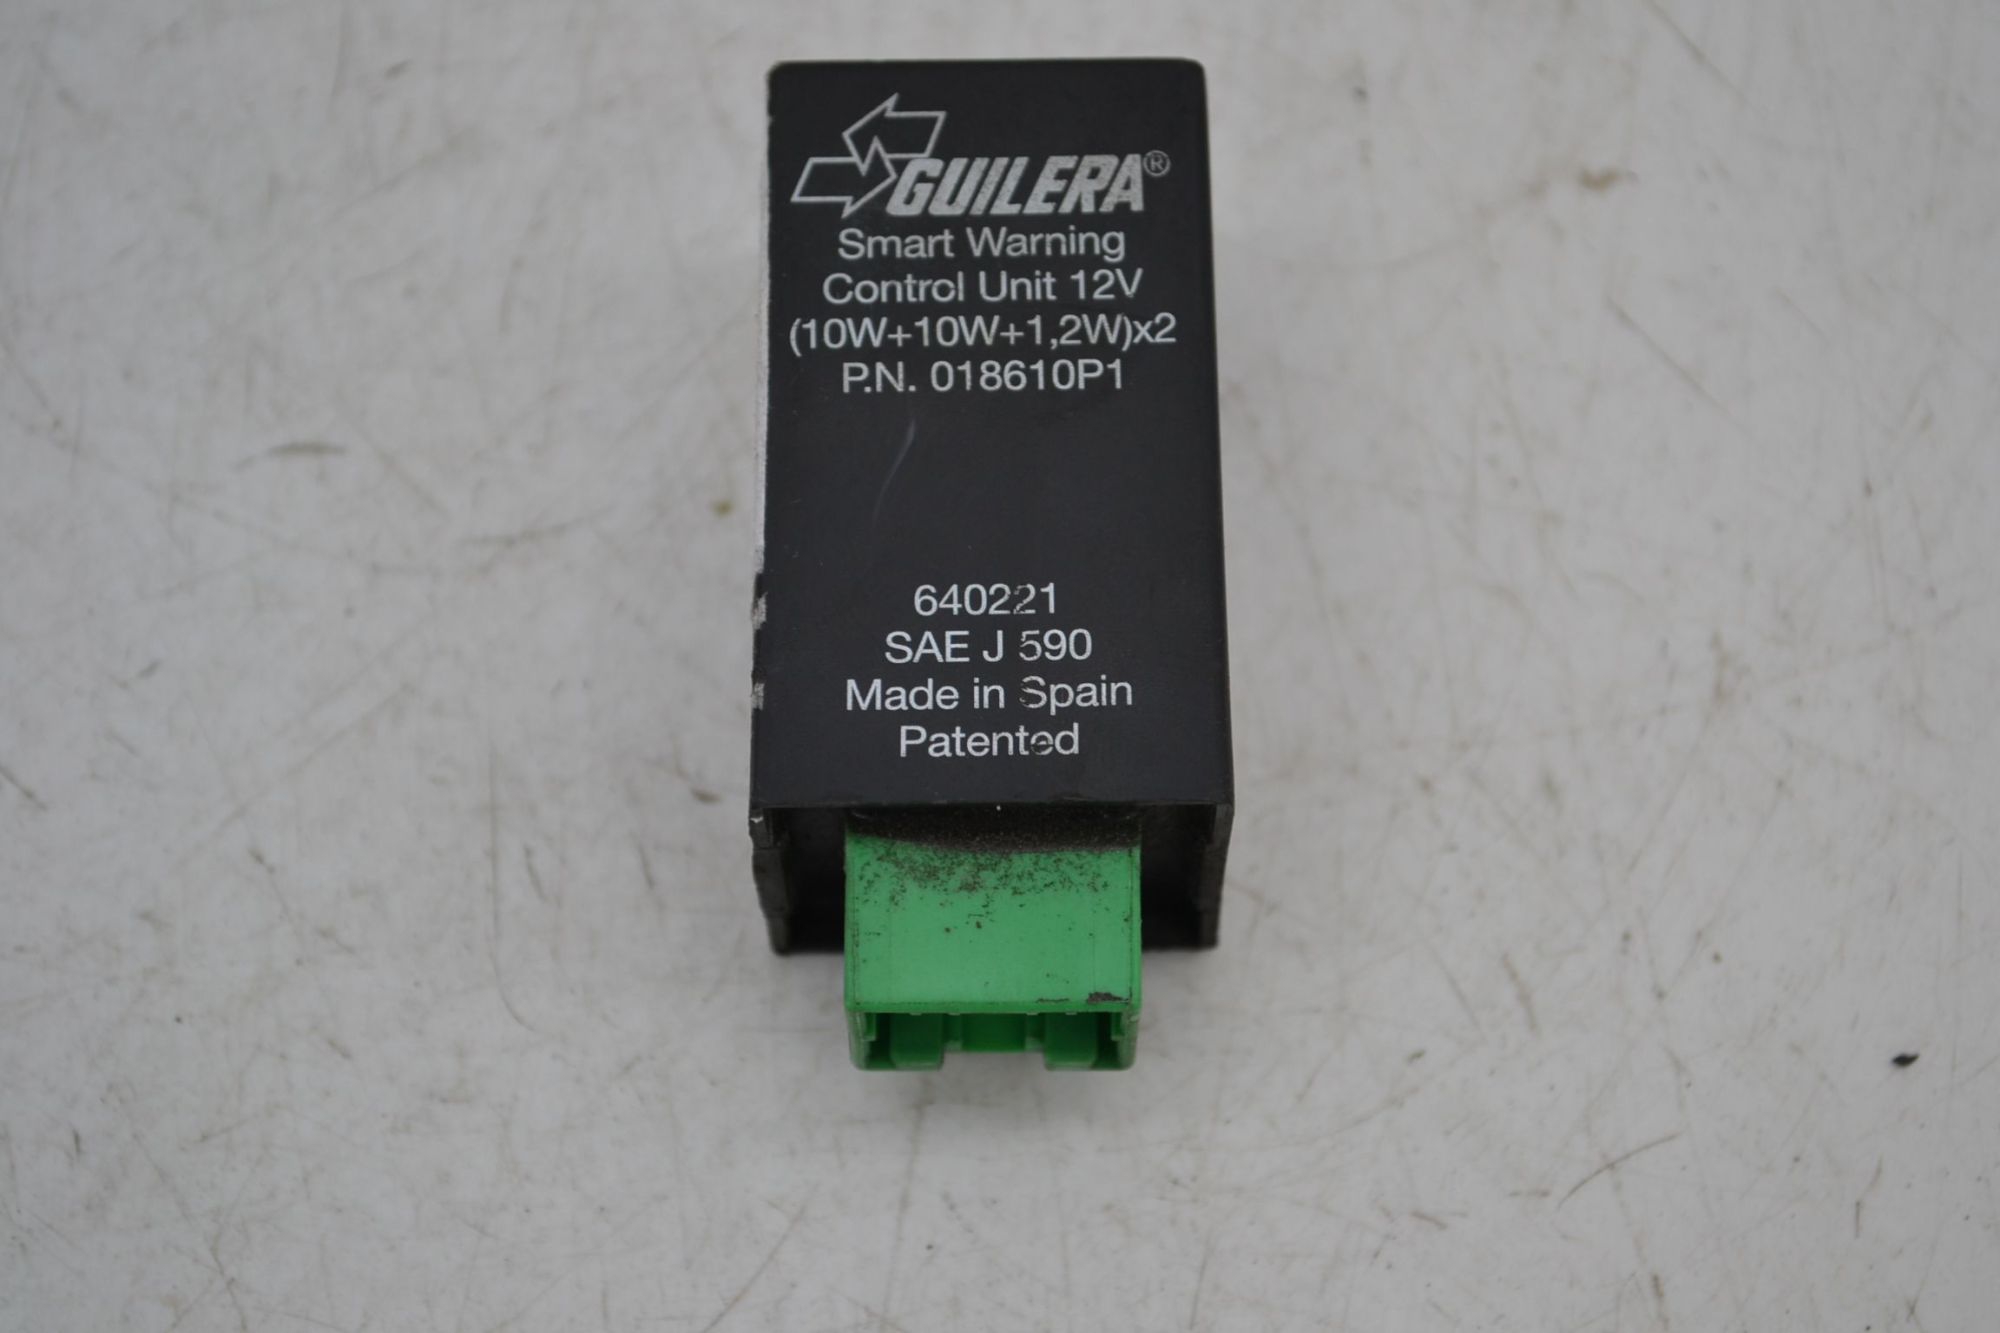 GUILERA®
Smart Warning
Control Unit 12V
(10W+10W+1,2W)x2
P.N. 018610P1
640221
SAE J 590
Made in Spain
Patented